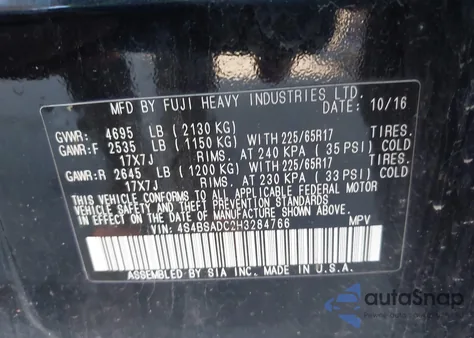 MFD BY FUJI HEAVY INDUSTRIES LTD.
DATE: 10/16
GVWR: 4695 LB (2130 KG)
GAWR:F 2535 LB (1150 KG) WITH 225/65R17 TIRES.
17X7J RIMS. AT 240 KPA (35 PSI) COLD
GAWR:R 2645 LB (1200 KG) WITH 225/65R17 TIRES.
17X7J RIMS. AT 230 KPA (33 PSI) COLD
THIS VEHICLE CONFORMS TO ALL APPLICABLE FEDERAL MOTOR
VEHICLE SAFETY AND THEFT PREVENTION STANDARDS IN
EFFECT ON THE DATE OF MANUFACTURE SHOWN ABOVE.
VIN: 4S4BSADC2H3284766 MPV
ASSEMBLED BY SIA INC. MADE IN U.S.A.
autoSnap